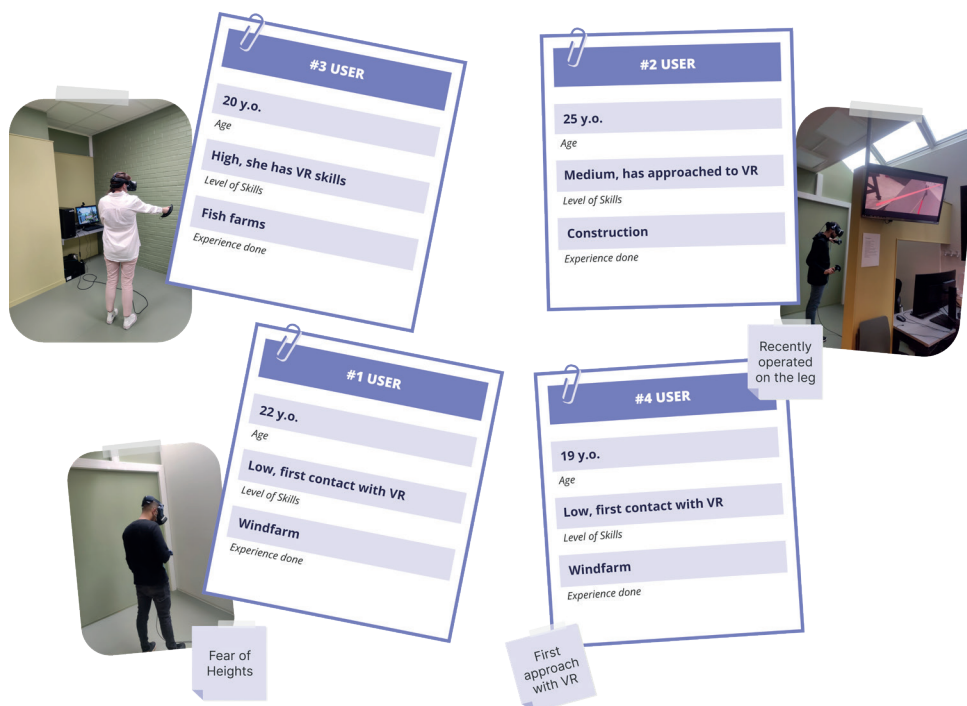 #3 USER
20 y.o.
Age
High, she has VR skills
Level of Skills
Fish farms
Experience done
#2 USER
25 y.o.
Age
Medium, has approached to VR
Level of Skills
Construction
Experience done
Recently
operated
on the leg
#1 USER
22 y.o.
Age
Low, first contact with VR
Level of Skills
Windfarm
Experience done
Fear of
Heights
#4 USER
19 y.o.
Age
Low, first contact with VR
Level of Skills
Windfarm
Experience done
First
approach
with VR